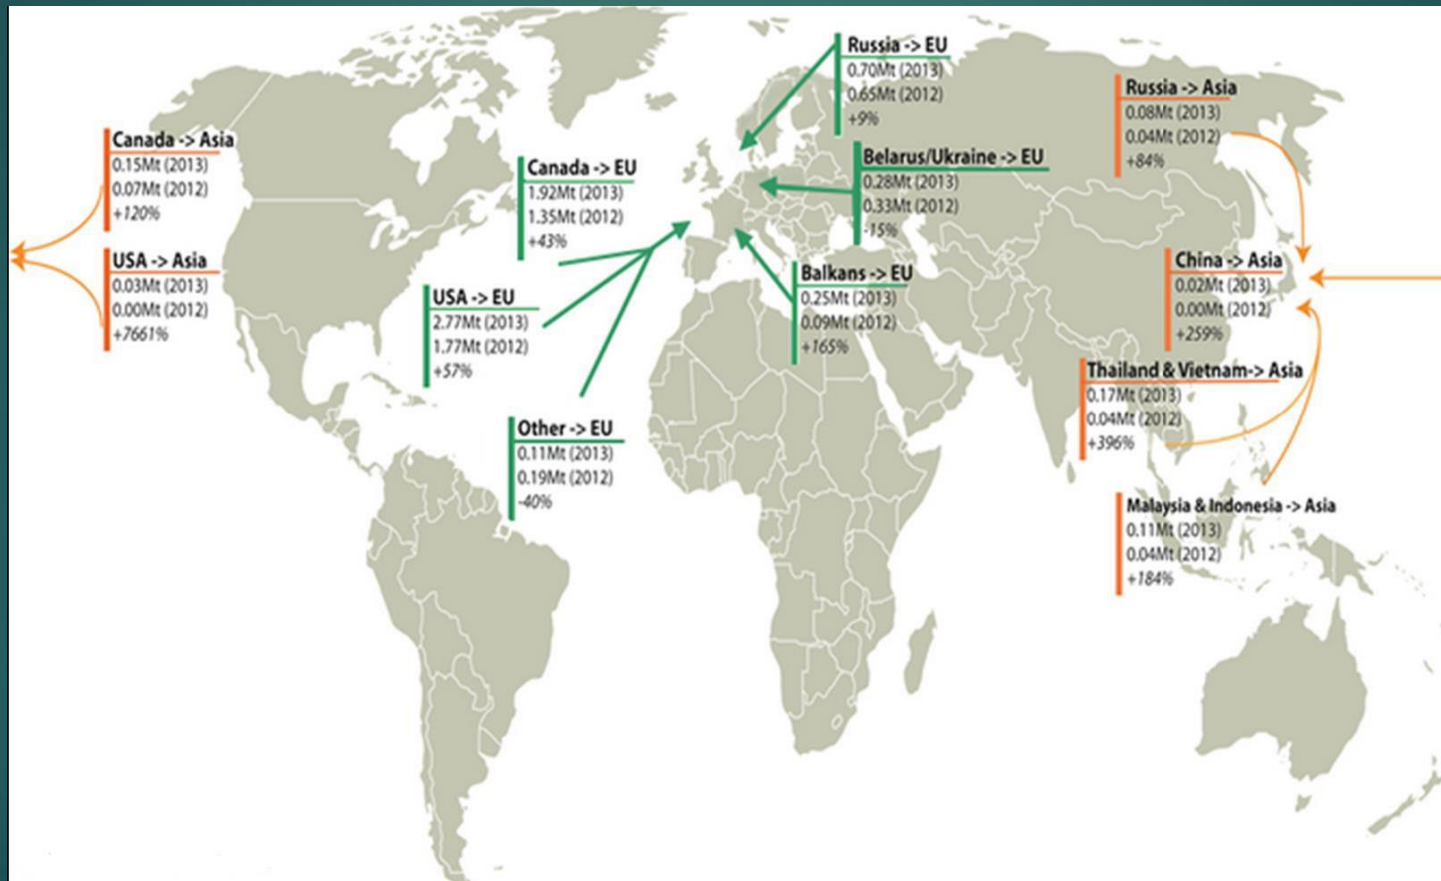 Canada -> Asia
0.15Mt (2013)
0.07Mt (2012)
+120%
USA -> Asia
0.03Mt (2013)
0.00Mt (2012)
+7661%
Canada -> EU
1.92Mt (2013)
1.35Mt (2012)
+43%
USA -> EU
2.77Mt (2013)
1.77Mt (2012)
+57%
Other -> EU
0.11Mt (2013)
0.19Mt (2012)
-40%
Russia -> EU
0.70Mt (2013)
0.65Mt (2012)
+9%
Belarus/Ukraine -> EU
0.28Mt (2013)
0.33Mt (2012)
-15%
Balkans -> EU
0.25Mt (2013)
0.09Mt (2012)
+165%
Russia -> Asia
0.08Mt (2013)
0.04Mt (2012)
+84%
China -> Asia
0.02Mt (2013)
0.00Mt (2012)
+259%
Thailand & Vietnam-> Asia
0.17Mt (2013)
0.04Mt (2012)
+396%
Malaysia & Indonesia -> Asia
0.11Mt (2013)
0.04Mt (2012)
+184%